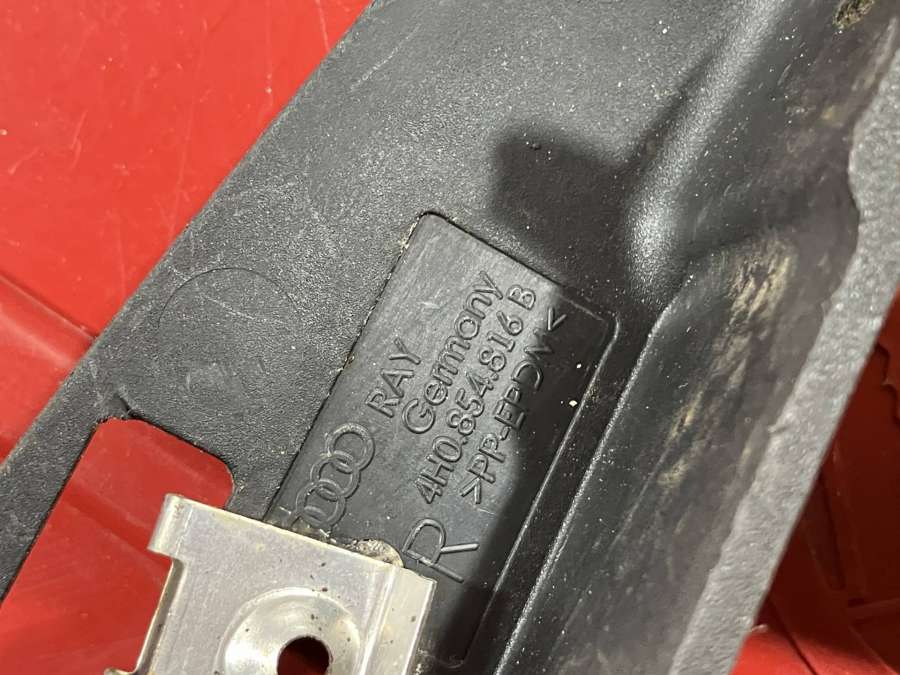 RAY
Germany
4H0.854.816 B
>PP-EPDM<
R